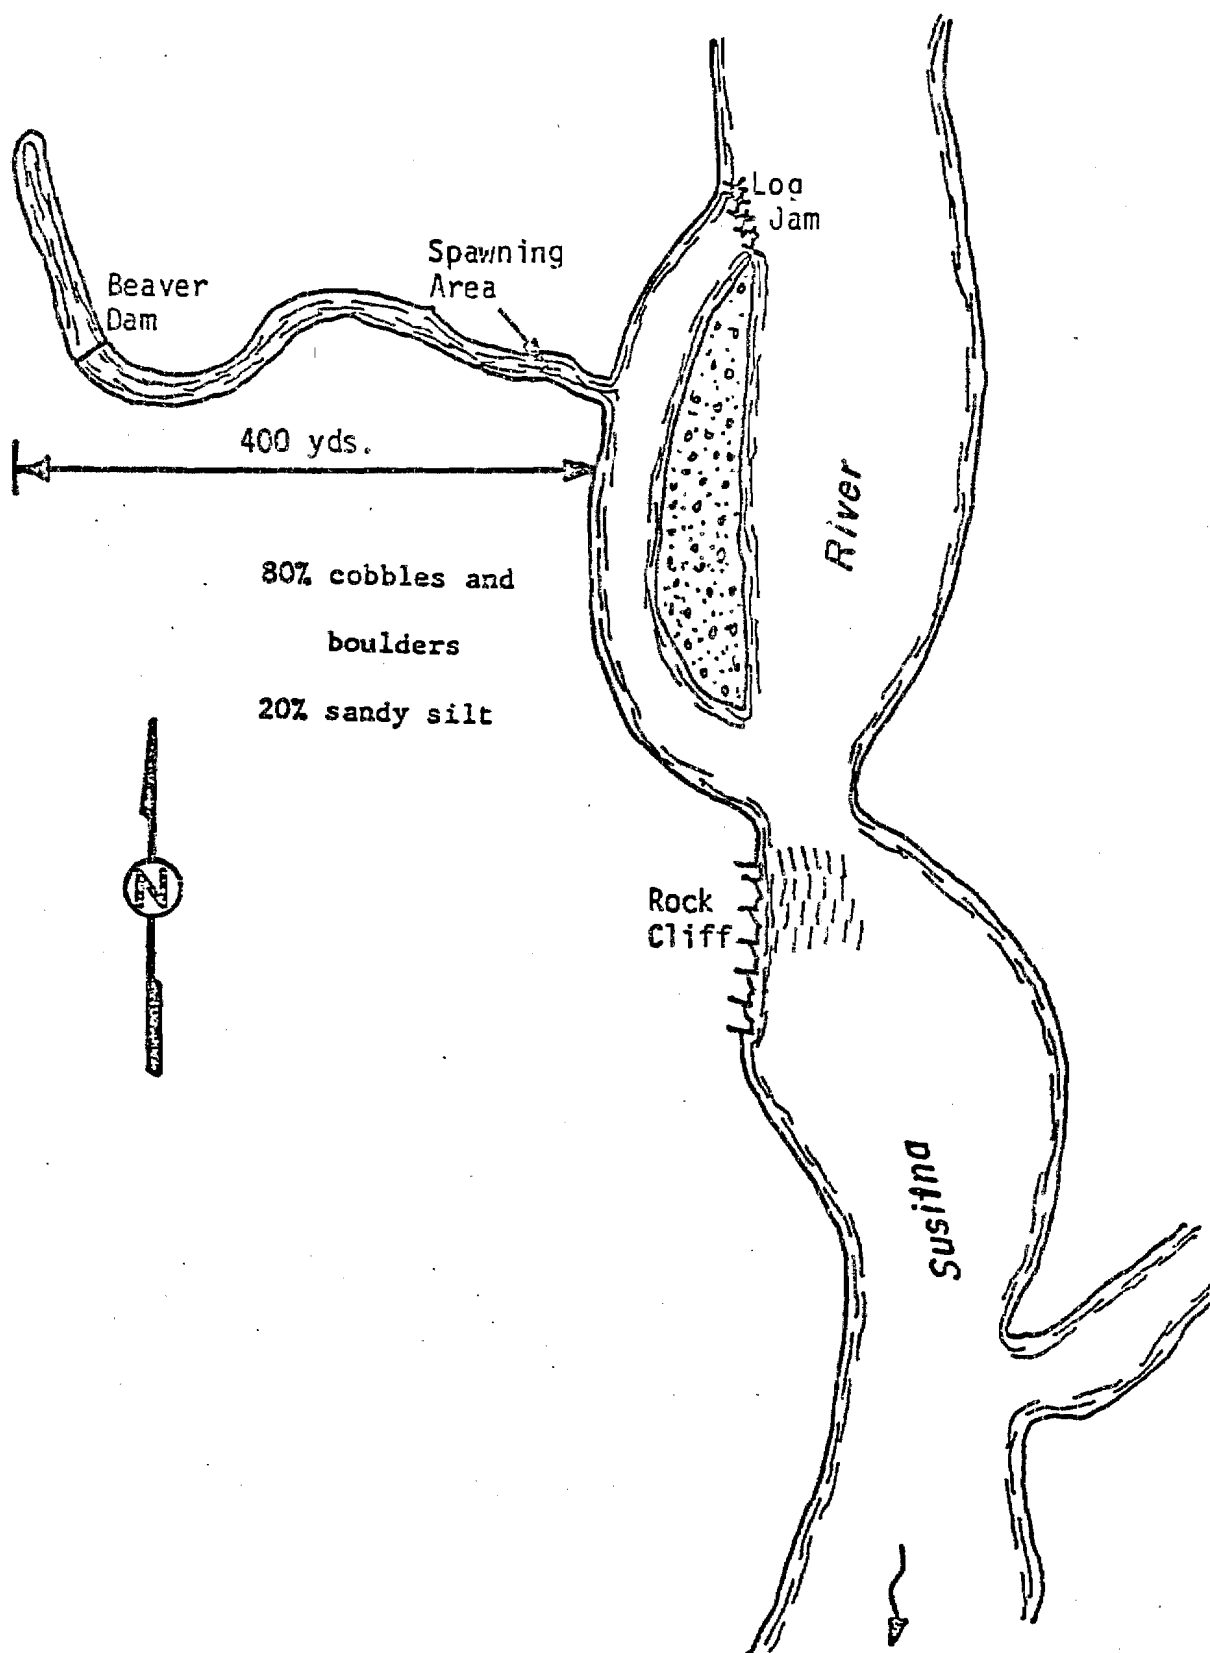 Log
Jam
Spawning
Area
Beaver
Dam
400 yds.
River
80% cobbles and
boulders
20% sandy silt
N
Rock
Cliff
Susitna